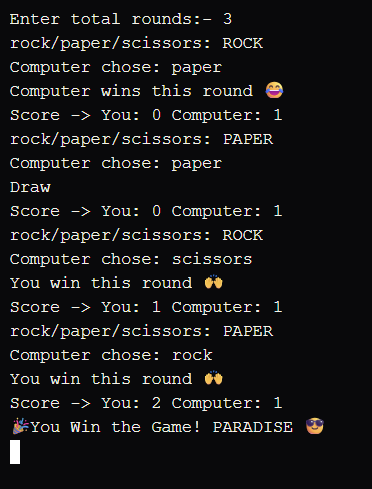 Enter total rounds:- 3
rock/paper/scissors: ROCK
Computer chose: paper
Computer wins this round 😂
Score -> You: 0 Computer: 1
rock/paper/scissors: PAPER
Computer chose: paper
Draw
Score -> You: 0 Computer: 1
rock/paper/scissors: ROCK
Computer chose: scissors
You win this round 🙌
Score -> You: 1 Computer: 1
rock/paper/scissors: PAPER
Computer chose: rock
You win this round 🙌
Score -> You: 2 Computer: 1
🎉You Win the Game! PARADISE 😎